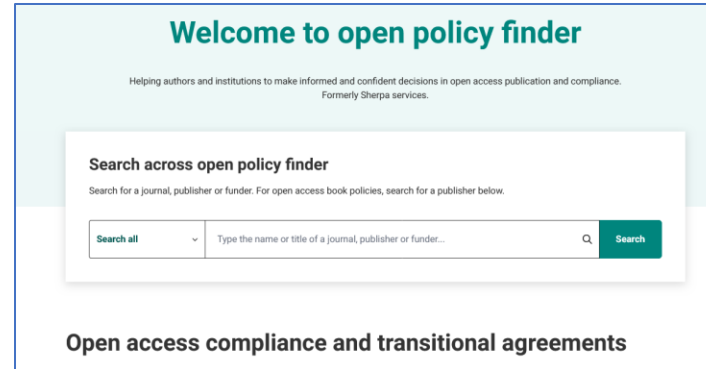 Welcome to open policy finder
Helping authors and institutions to make informed and confident decisions in open access publication and compliance.
Formerly Sherpa services.
Search across open policy finder
Search for a journal, publisher or funder. For open access book policies, search for a publisher below.
Search all
Type the name or title of a journal, publisher or funder...
Search
Open access compliance and transitional agreements